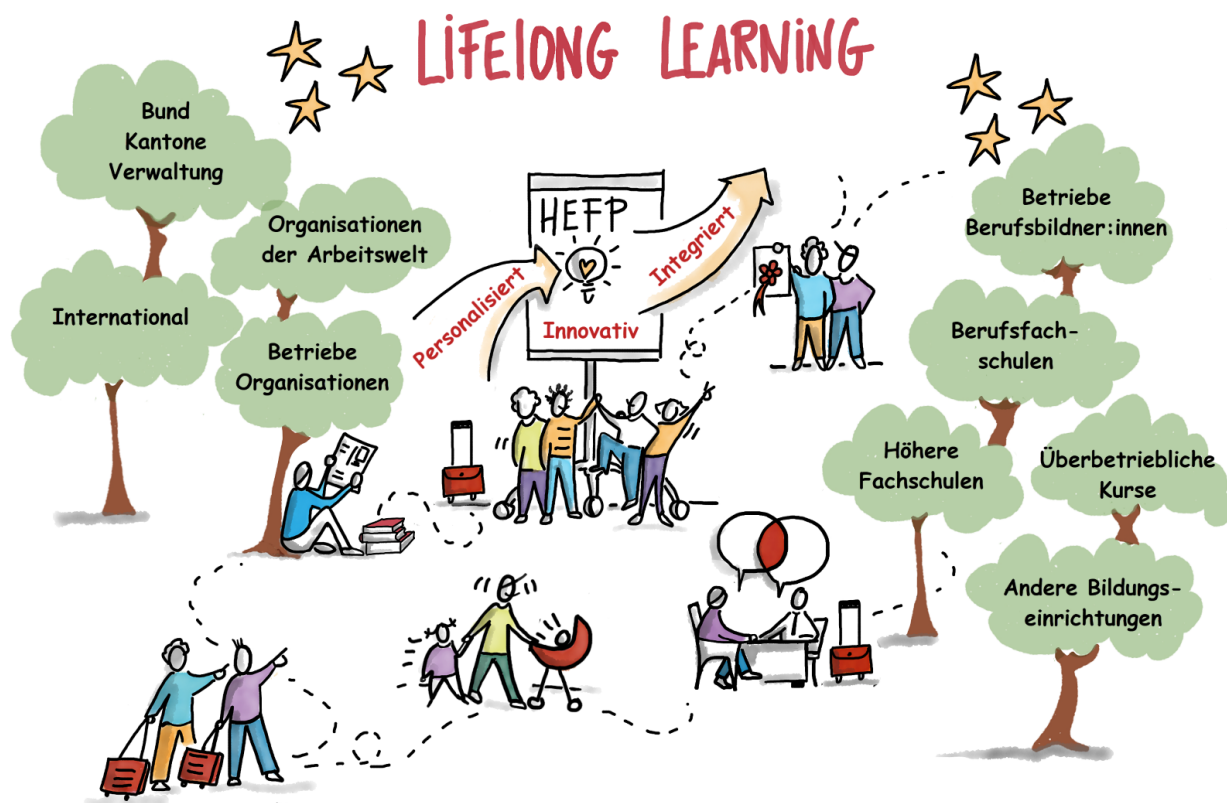 LiFElONG LEARNiNG
Bund
Kantone
Verwaltung
Organisationen
der Arbeitswelt
International
Betriebe
Organisationen
HEFP
Personalisiert
Innovativ
Integriert
Betriebe
Berufsbildner:innen
Berufsfach-
schulen
Höhere
Fachschulen
Überbetriebliche
Kurse
Andere Bildungs-
einrichtungen